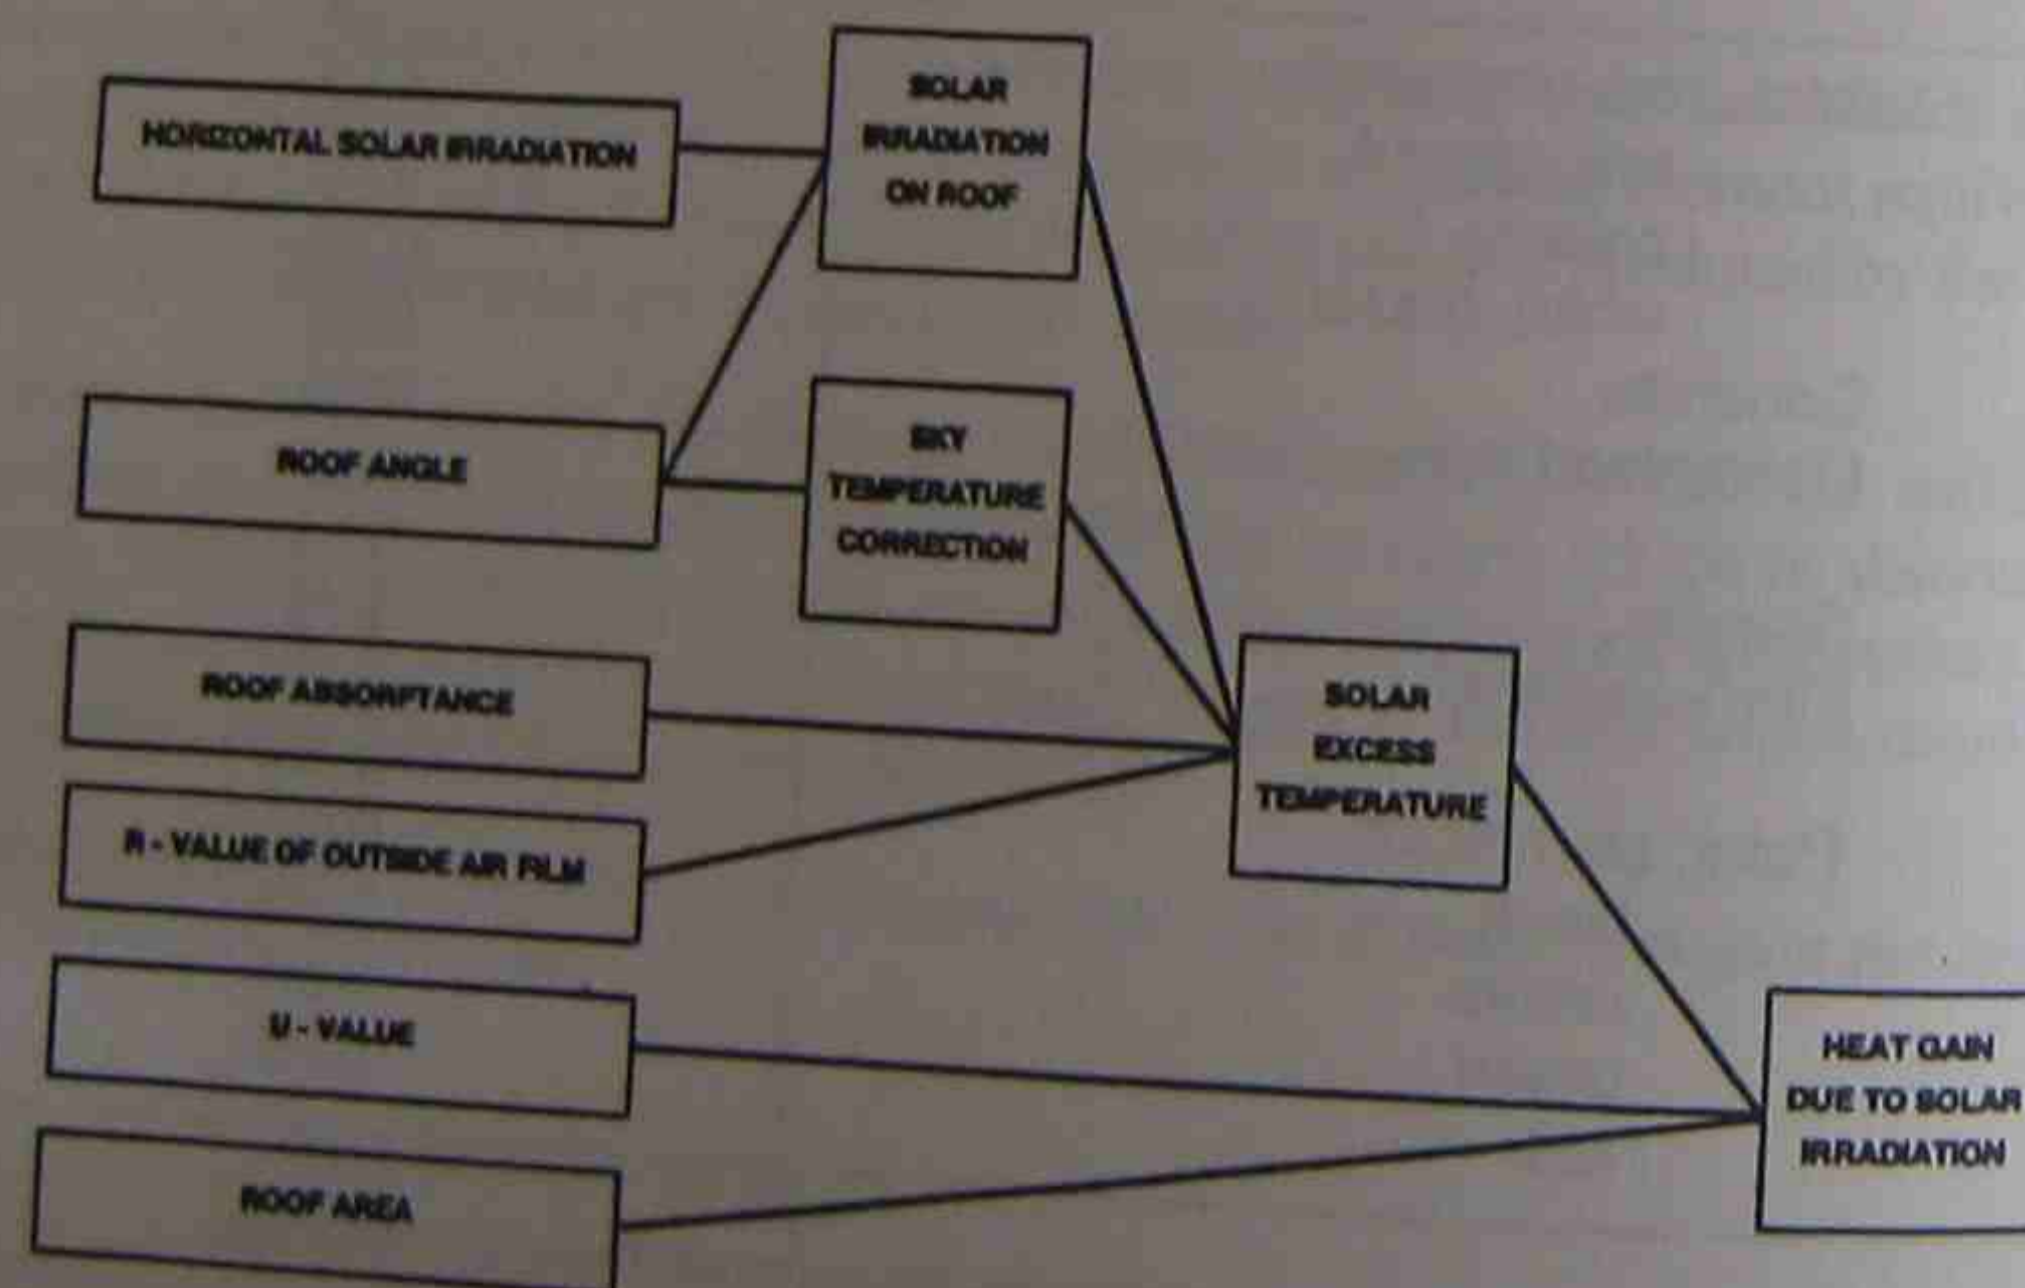 HORIZONTAL SOLAR IRRADIATION
SOLAR
IRRADIATION
ON ROOF
ROOF ANGLE
SKY
TEMPERATURE
CORRECTION
ROOF ABSORPTANCE
R - VALUE OF OUTSIDE AIR FILM
SOLAR
EXCESS
TEMPERATURE
U - VALUE
ROOF AREA
HEAT GAIN
DUE TO SOLAR
IRRADIATION